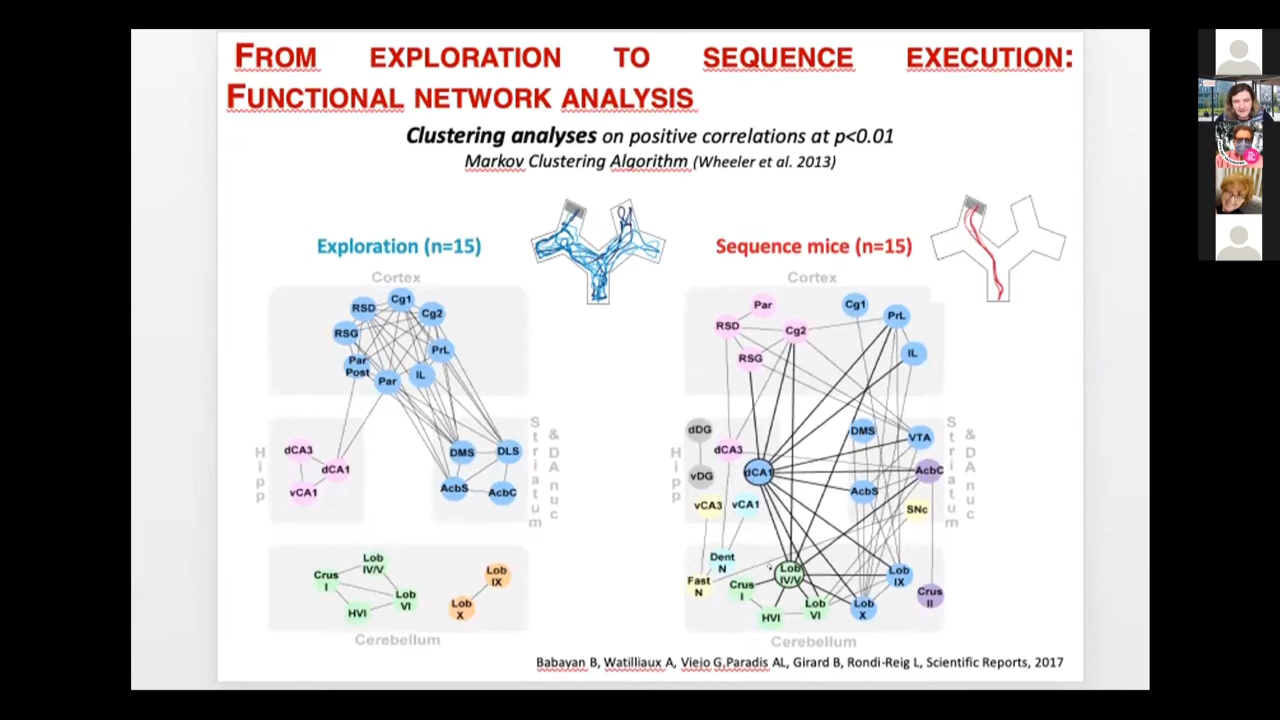 FROM EXPLORATION TO SEQUENCE EXECUTION:
FUNCTIONAL NETWORK ANALYSIS
Clustering analyses on positive correlations at p<0.01
Markov Clustering Algorithm (Wheeler et al. 2013)
Exploration (n=15)
Cortex
RSD
Cg1
Cg2
RSG
PrL
Par
Post
Par
IL
Hipp
dCA3
dCA1
vCA1
DMS
DLS
AcbS
AcbC
Striatum
& DA nuc
Lob
IV/V
Crus
I
Lob
VI
HVI
Lob
IX
Lob
X
Cerebellum
Sequence mice (n=15)
Cortex
Par
Cg1
PrL
RSD
Cg2
RSG
IL
Hipp
dDG
dCA3
vDG
dCA1
vCA3
vCA1
DMS
VTA
AcbC
AcbS
SNc
Striatum
& DA nuc
Dent
N
Fast
N
Crus
I
Lob
IV/V
HVI
Lob
VI
Lob
X
Lob
IX
Crus
II
Cerebellum
Babayan B, Watilliaux A, Viejo G,Paradis AL, Girard B, Rondi-Reig L, Scientific Reports, 2017